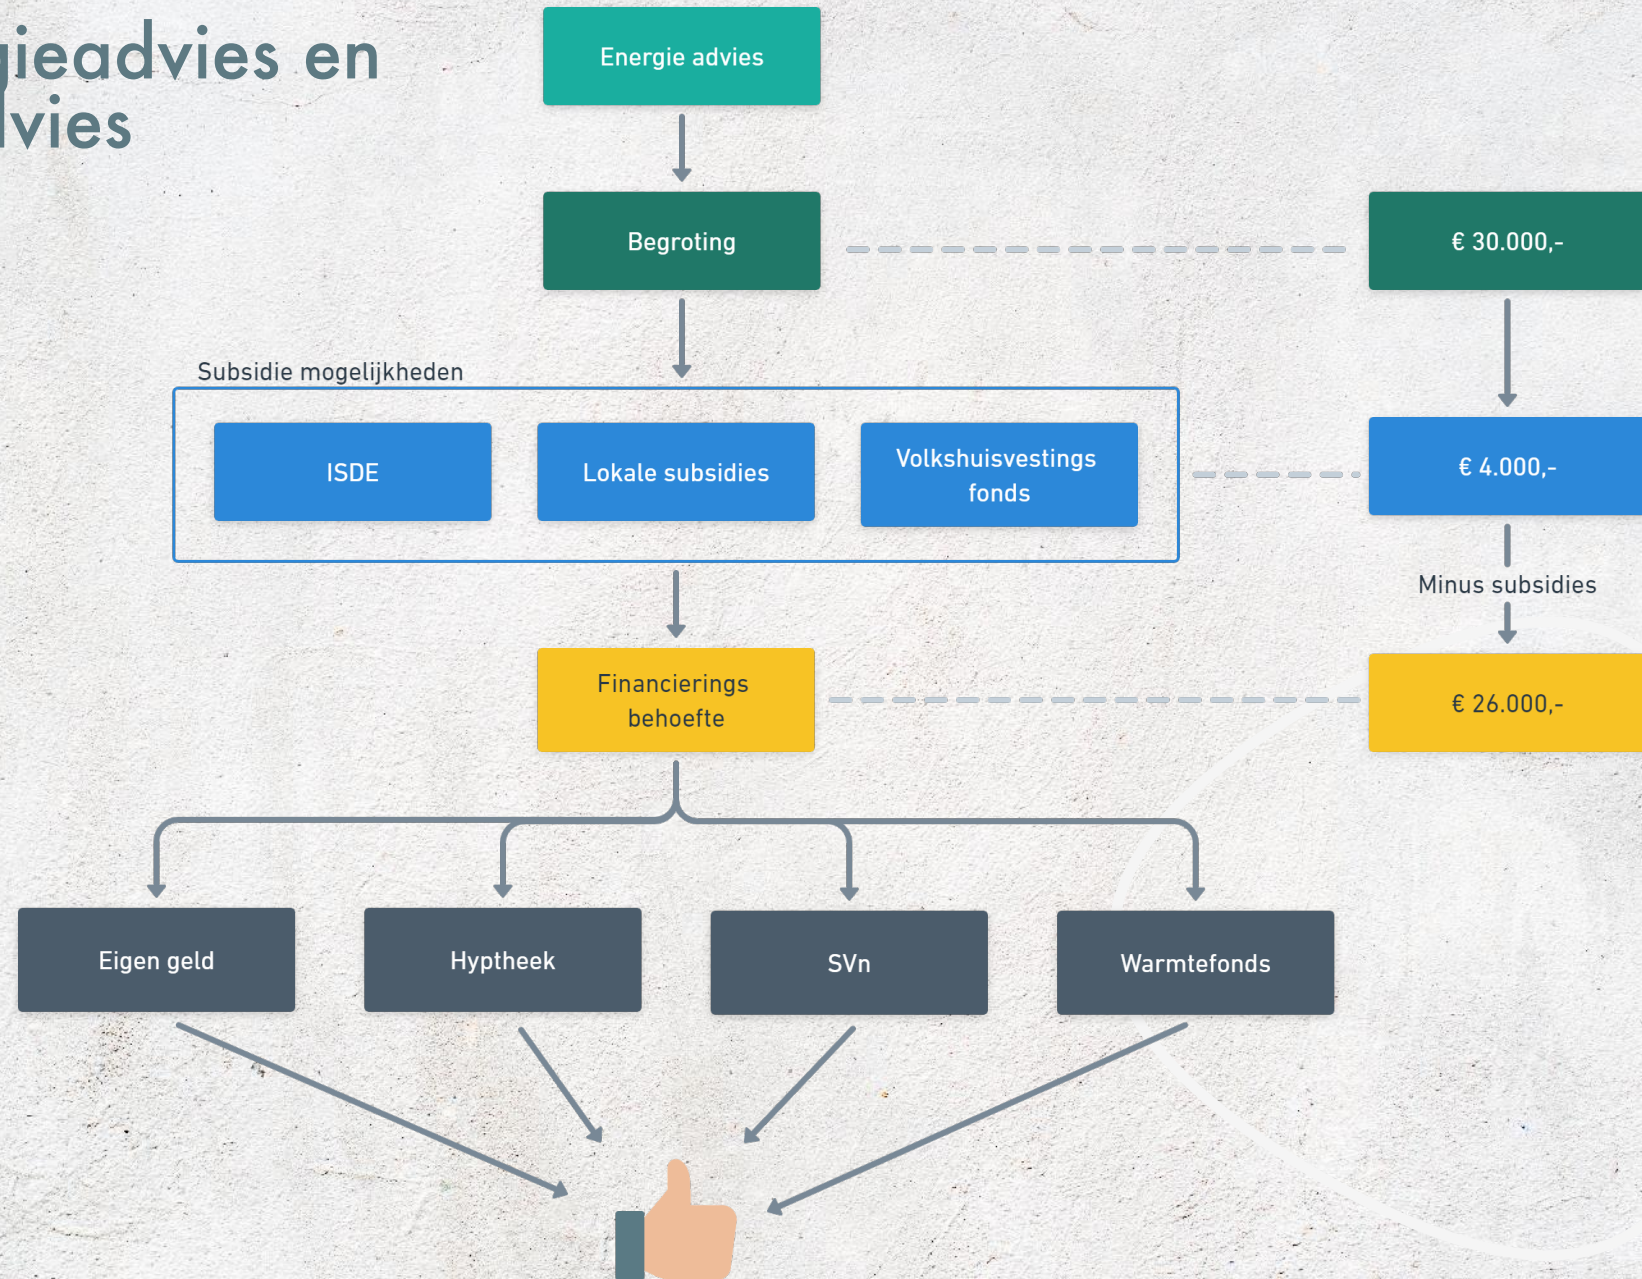 gieadvies en
dvies
Energie advies
Begroting
€ 30.000,-
Subsidie mogelijkheden
ISDE
Lokale subsidies
Volkshuisvestings
fonds
€ 4.000,-
Minus subsidies
Financierings
behoefte
€ 26.000,-
Eigen geld
Hyptheek
SVn
Warmtefonds